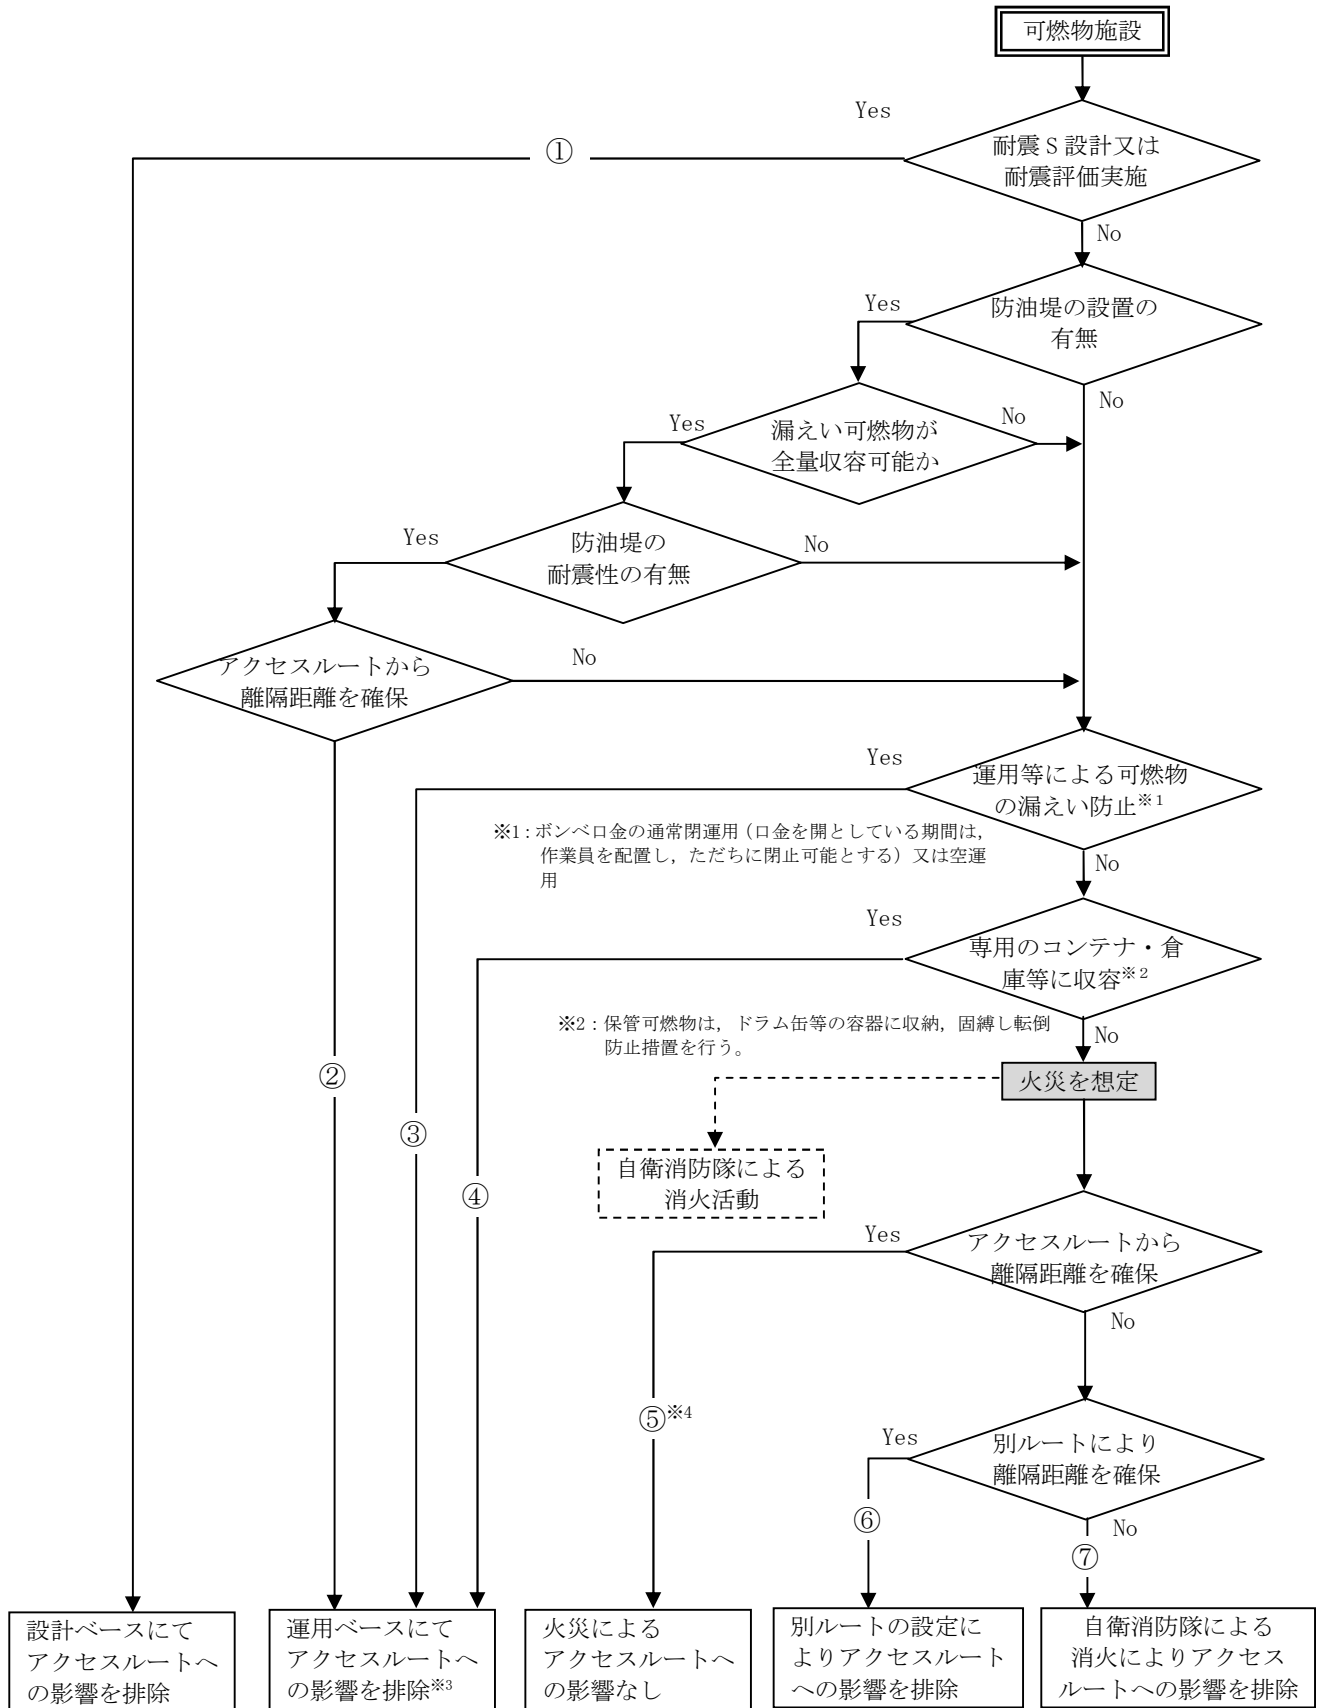 可燃物施設
Yes
①
耐震S設計又は
耐震評価実施
No
Yes
防油堤の設置の
有無
No
Yes
漏えい可燃物が
全量収容可能か
No
Yes
防油堤の
耐震性の有無
No
アクセスルートから
離隔距離を確保
No
Yes
運用等による可燃物
の漏えい防止※1
※1:ボンベ口金の通常閉運用(口金を開としている期間は,
作業員を配置し,ただちに閉止可能とする)又は空運
用
No
Yes
専用のコンテナ・倉
庫等に収容※2
※2:保管可燃物は,ドラム缶等の容器に収納,固縛し転倒
防止措置を行う。
No
火災を想定
②
③
④
自衛消防隊による
消火活動
Yes
アクセスルートから
離隔距離を確保
No
⑤※4
Yes
別ルートにより
離隔距離を確保
⑥
No
⑦
設計ベースにて
アクセスルートへ
の影響を排除
運用ベースにて
アクセスルートへ
の影響を排除※3
火災による
アクセスルートへ
の影響なし
別ルートの設定に
よりアクセスルート
への影響を排除
自衛消防隊による
消火によりアクセス
ルートへの影響を排除